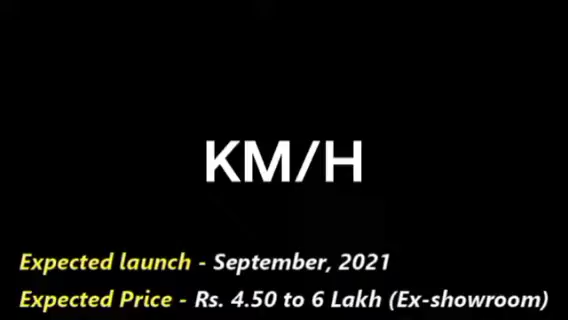 KM/H
Expected launch - September, 2021
Expected Price - Rs. 4.50 to 6 Lakh (Ex-showroom)